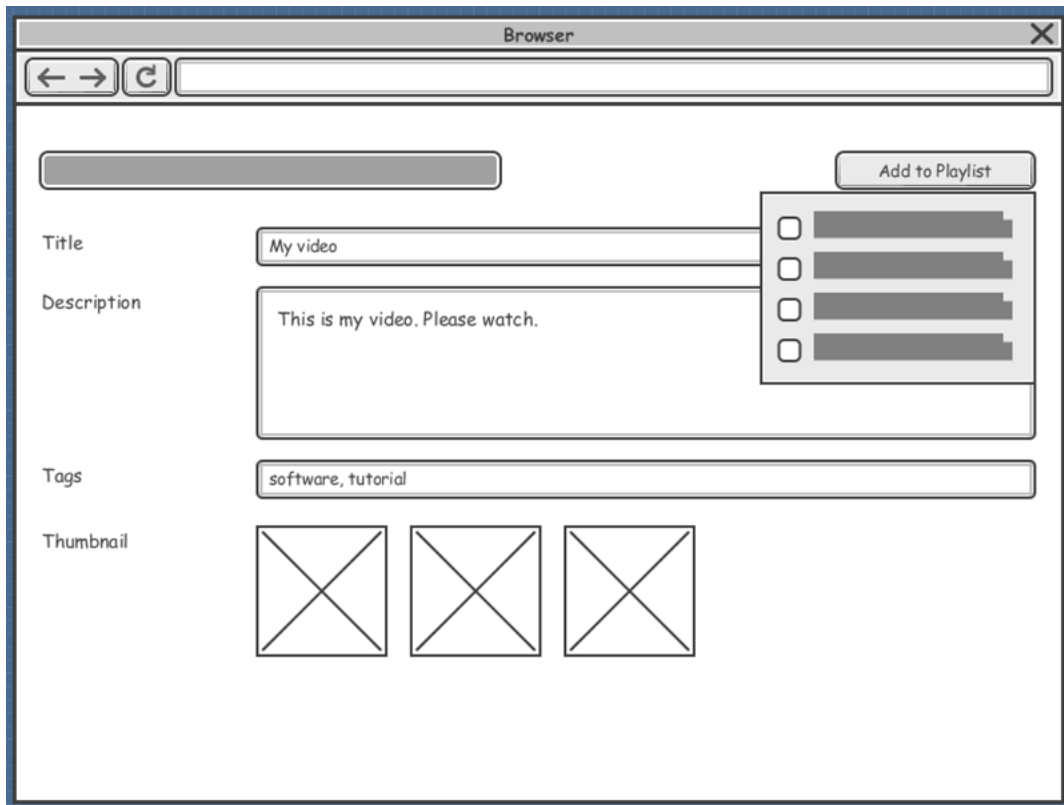 Browser
Add to Playlist
Title
My video
Description
This is my video. Please watch.
Tags
software, tutorial
Thumbnail